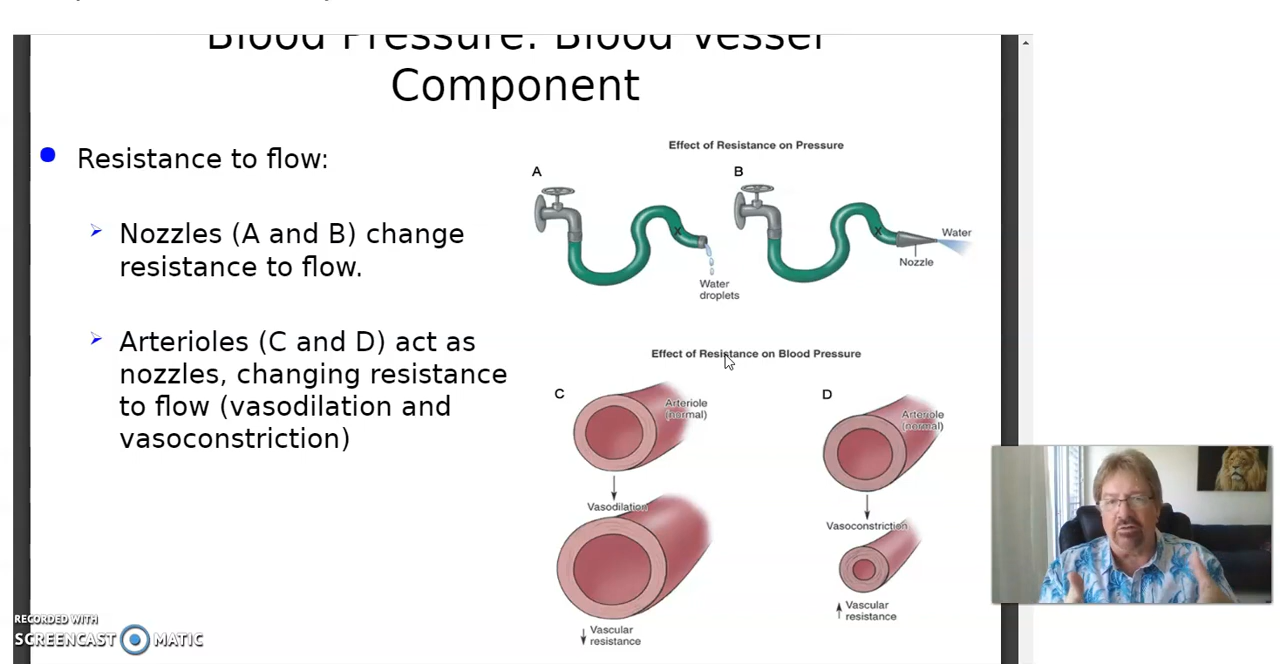 Blood Pressure: Blood Vessel
Component
Resistance to flow:
Nozzles (A and B) change
resistance to flow.
Arterioles (C and D) act as
nozzles, changing resistance
to flow (vasodilation and
vasoconstriction)
Effect of Resistance on Pressure
A
B
Water
Nozzle
X
X
Water
droplets
Effect of Resistance on Blood Pressure
C
Arteriole
(normal)
Vasodilation
Vascular
resistance
D
Arteriole
(normal)
Vasoconstriction
Vascular
resistance
RECORDED WITH
SCREENCAST MATIC